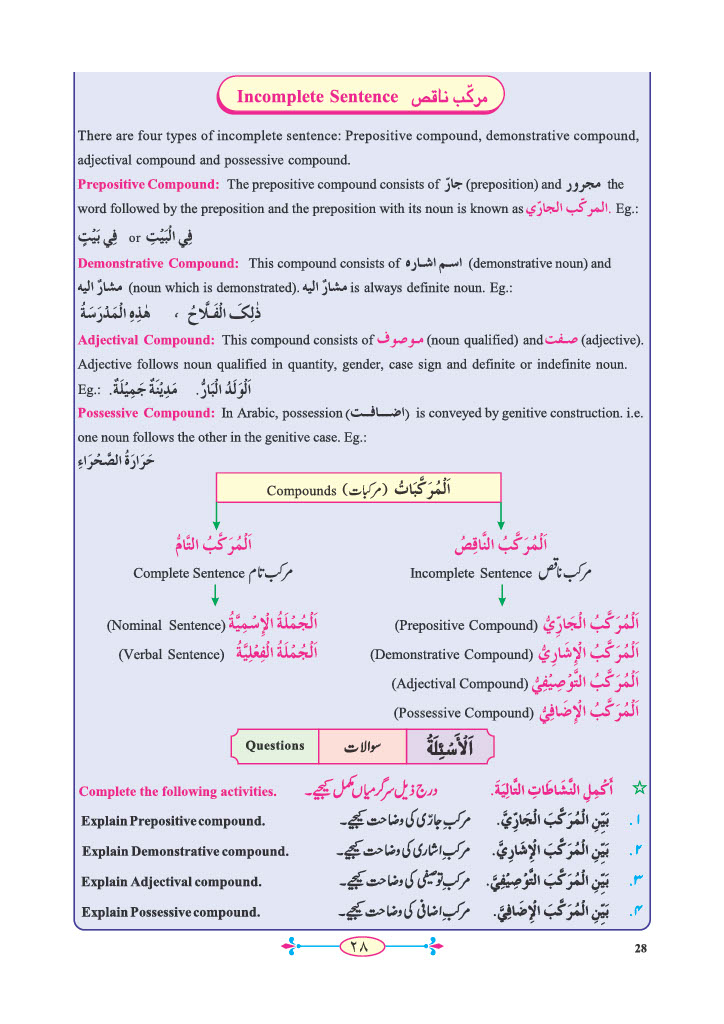 Incomplete Sentence مرکّب ناقص
There are four types of incomplete sentence: Prepositive compound, demonstrative compound,
adjectival compound and possessive compound.
Prepositive Compound: The prepositive compound consists of جارّ (preposition) and مجرور the
word followed by the preposition and the preposition with its noun is known as المرکّب الجارّي. Eg.:
فِي بَيْتٍ or فِي الْبَيْتِ
Demonstrative Compound: This compound consists of اسم اشاره (demonstrative noun) and
مشارٌ اليه (noun which is demonstrated). مشارٌ اليه is always definite noun. Eg.:
هٰذِهِ الْمَدْرَسَةُ ، ذٰلِکَ الْفَلَّاحُ
Adjectival Compound: This compound consists of موصوف (noun qualified) and صفت (adjective).
Adjective follows noun qualified in quantity, gender, case sign and definite or indefinite noun.
Eg.: مَدِيْنَةٌ جَمِيْلَةٌ. اَلْوَلَدُ الْبَارُّ.
Possessive Compound: In Arabic, possession (اضافت) is conveyed by genitive construction. i.e.
one noun follows the other in the genitive case. Eg.:
حَرَارَةُ الصَّحْرَاءِ
Compounds (مرکبات) اَلْمُرَکَّبَاتُ
اَلْمُرَکَّبُ التَّامُّ
Complete Sentence مرکب تام
(Nominal Sentence) اَلْجُمْلَةُ الْإِسْمِيَّةُ
(Verbal Sentence) اَلْجُمْلَةُ الْفِعْلِيَّةُ
اَلْمُرَکَّبُ النَّاقِصُ
Incomplete Sentence مرکب ناقص
(Prepositive Compound) اَلْمُرَکَّبُ الْجَارِّيُّ
(Demonstrative Compound) اَلْمُرَکَّبُ الْإِشَارِيُّ
(Adjectival Compound) اَلْمُرَکَّبُ التَّوْصِيْفِيُّ
(Possessive Compound) اَلْمُرَکَّبُ الْإِضَافِيُّ
Questions سوالات اَلْأَسْئِلَةُ
Complete the following activities. درج ذیل سرگرمیاں مکمل کیجیے۔ أَکْمِلِ النَّشَاطَاتِ التَّالِيَةَ. ☆
Explain Prepositive compound. مرکبِ جارّی کی وضاحت کیجیے۔ ۱. بَيِّنِ الْمُرَکَّبَ الْجَارِّيَّ.
Explain Demonstrative compound. مرکبِ اشاری کی وضاحت کیجیے۔ ۲. بَيِّنِ الْمُرَکَّبَ الْإِشَارِيَّ.
Explain Adjectival compound. مرکبِ توصیفی کی وضاحت کیجیے۔ ۳. بَيِّنِ الْمُرَکَّبَ التَّوْصِيْفِيَّ.
Explain Possessive compound. مرکبِ اضافی کی وضاحت کیجیے۔ ۴. بَيِّنِ الْمُرَکَّبَ الْإِضَافِيَّ.
۲۸
28